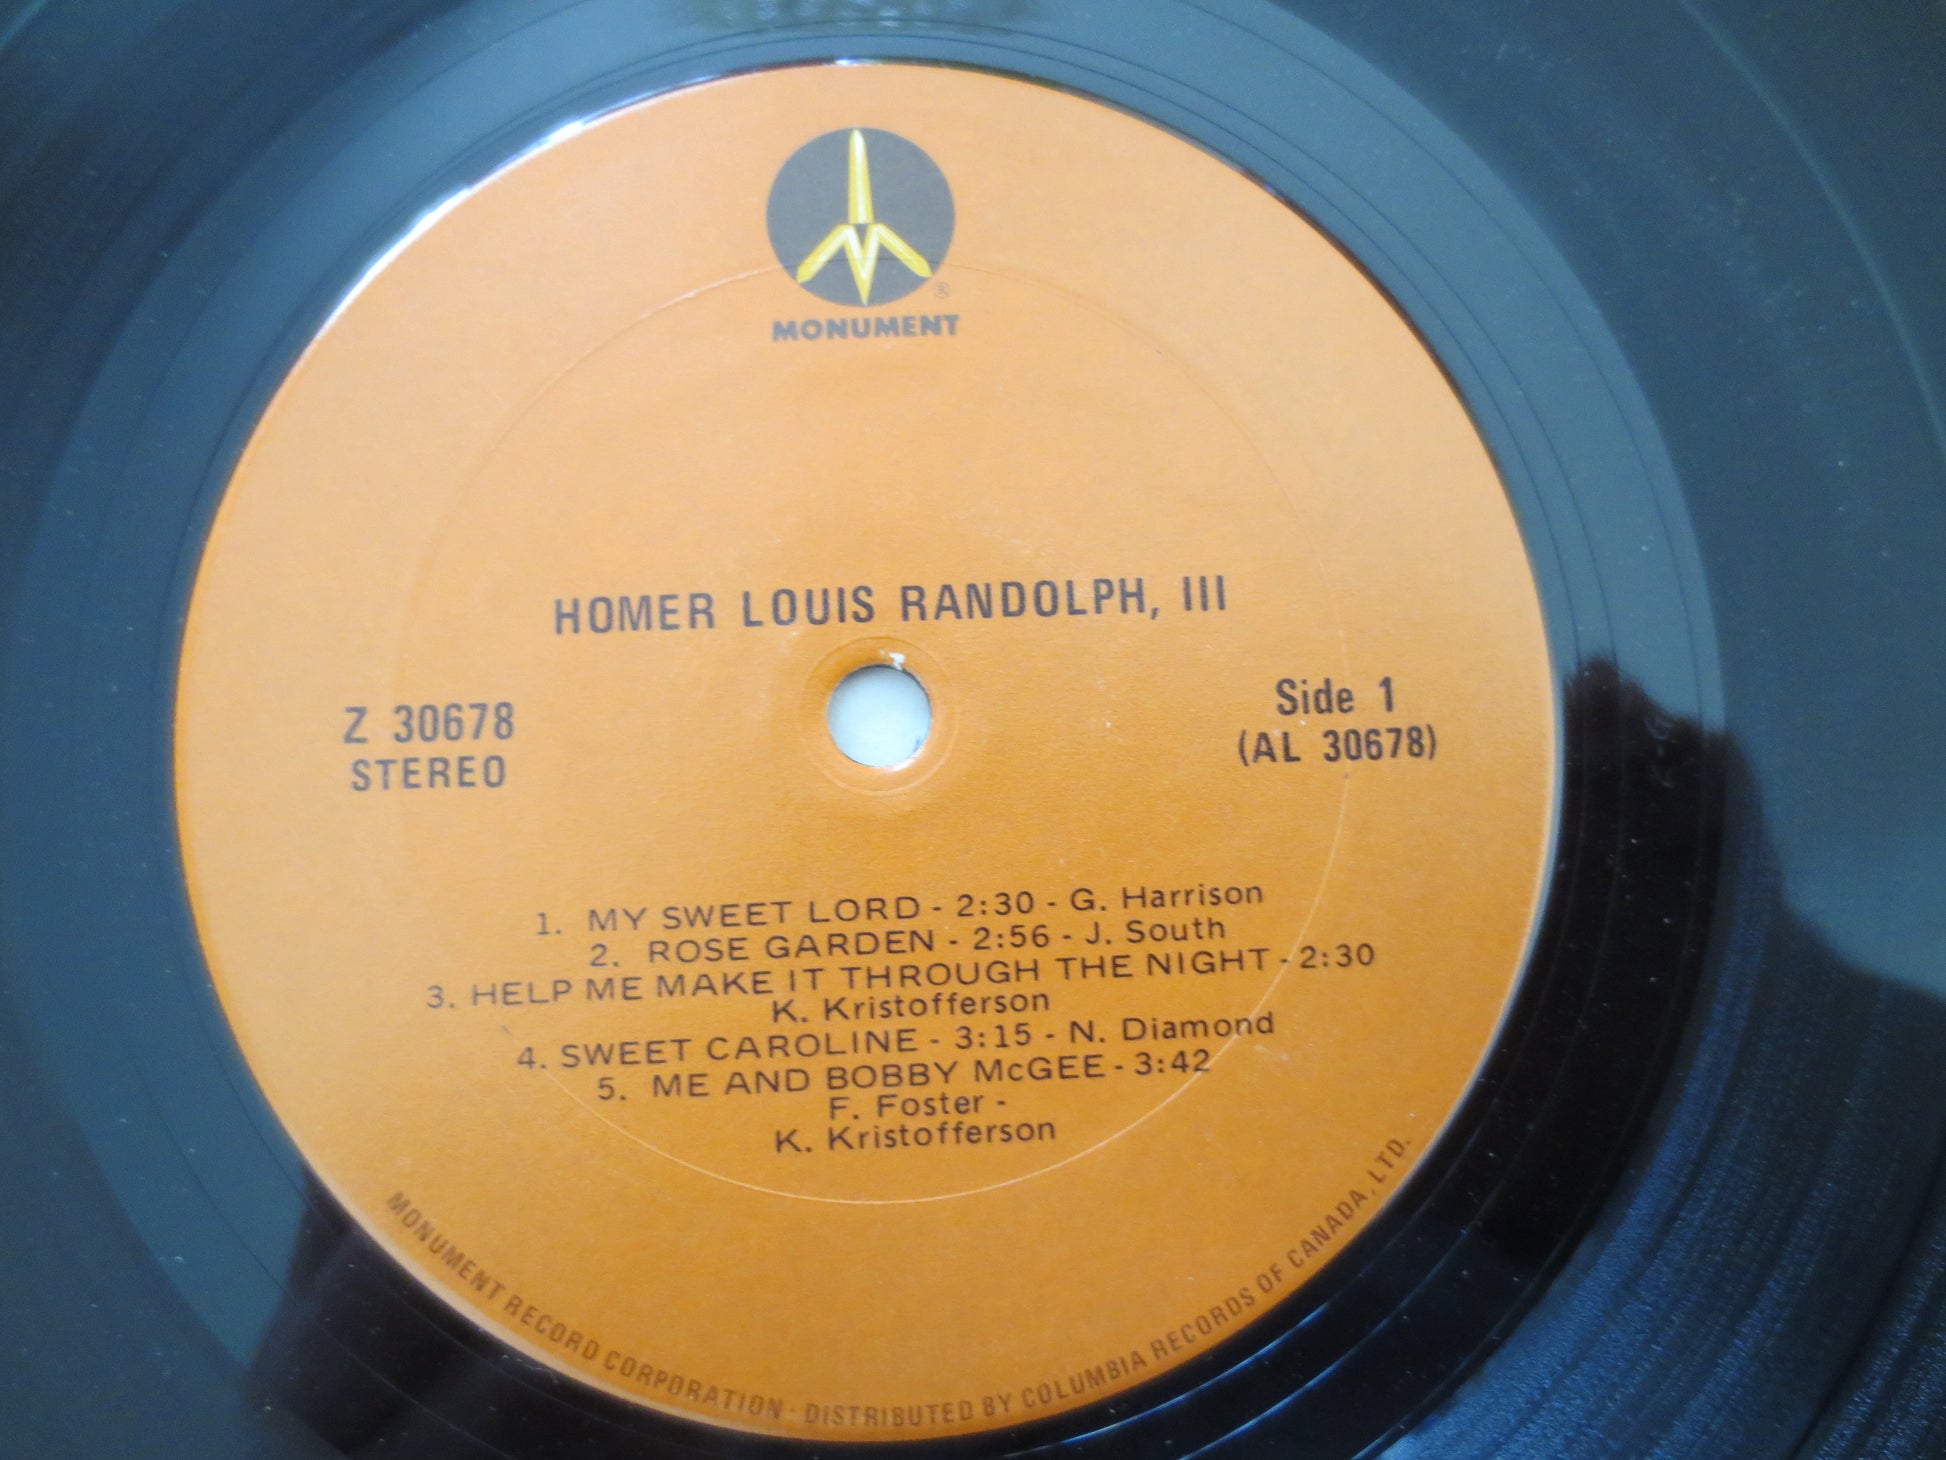 ®
MONUMENT
HOMER LOUIS RANDOLPH, III
Z 30678
STEREO
Side 1
(AL 30678)
1. MY SWEET LORD - 2:30 - G. Harrison
2. ROSE GARDEN - 2:56 - J. South
3. HELP ME MAKE IT THROUGH THE NIGHT - 2:30
K. Kristofferson
4. SWEET CAROLINE - 3:15 - N. Diamond
5. ME AND BOBBY McGEE - 3:42
F. Foster -
K. Kristofferson
MONUMENT RECORD CORPORATION · DISTRIBUTED BY COLUMBIA RECORDS OF CANADA, LTD.